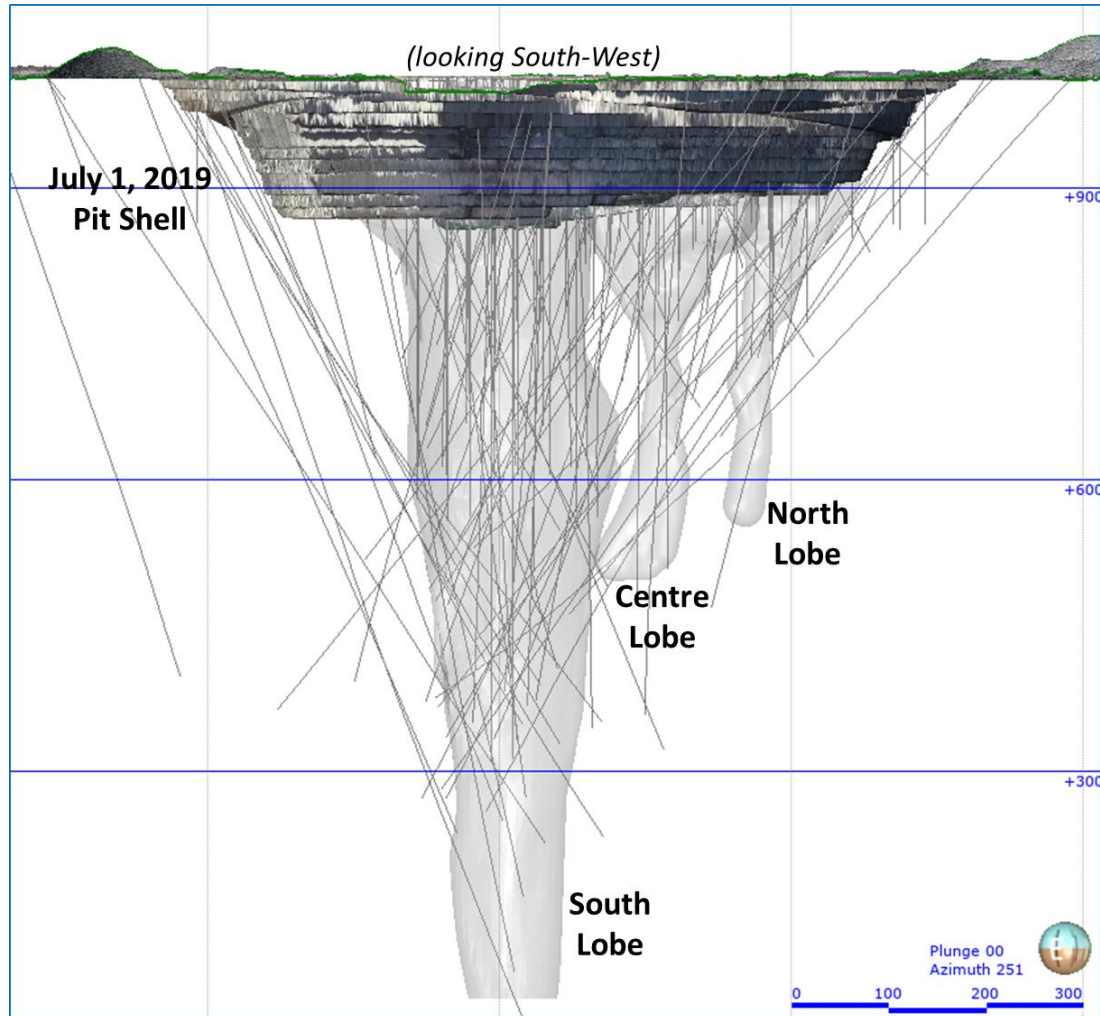 (looking South-West)
July 1, 2019
Pit Shell
+900
+600
North
Lobe
Centre
Lobe
+300
South
Lobe
Plunge 00
Azimuth 251
0 100 200 300